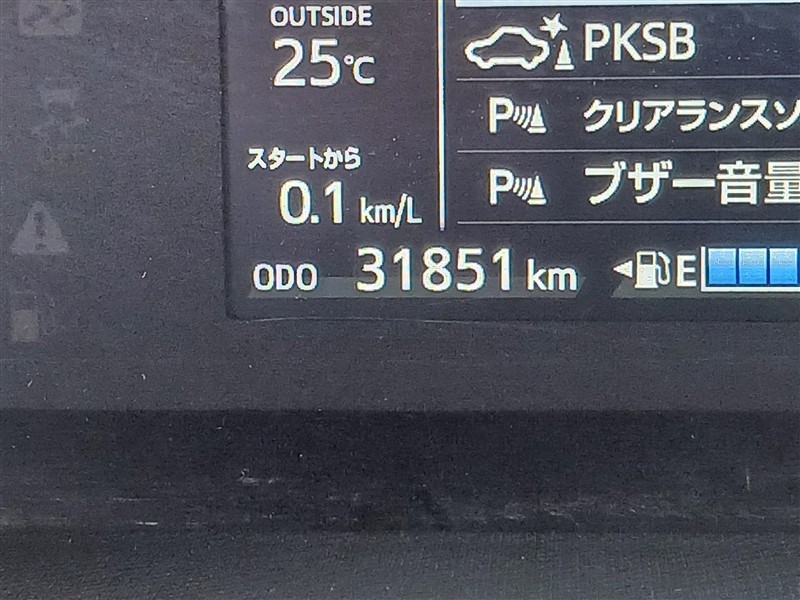 OUTSIDE
25℃
スタートから
0.1 km/L
PKSB
P クリアランスソ
P ブザー音量
ODO 31851 km
E